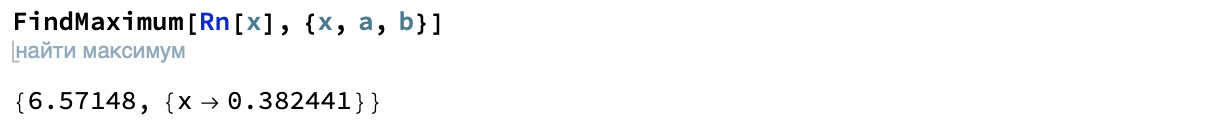 FindMaximum[Rn[x], {x, a, b}]
найти максимум
{6.57148, {x → 0.382441}}